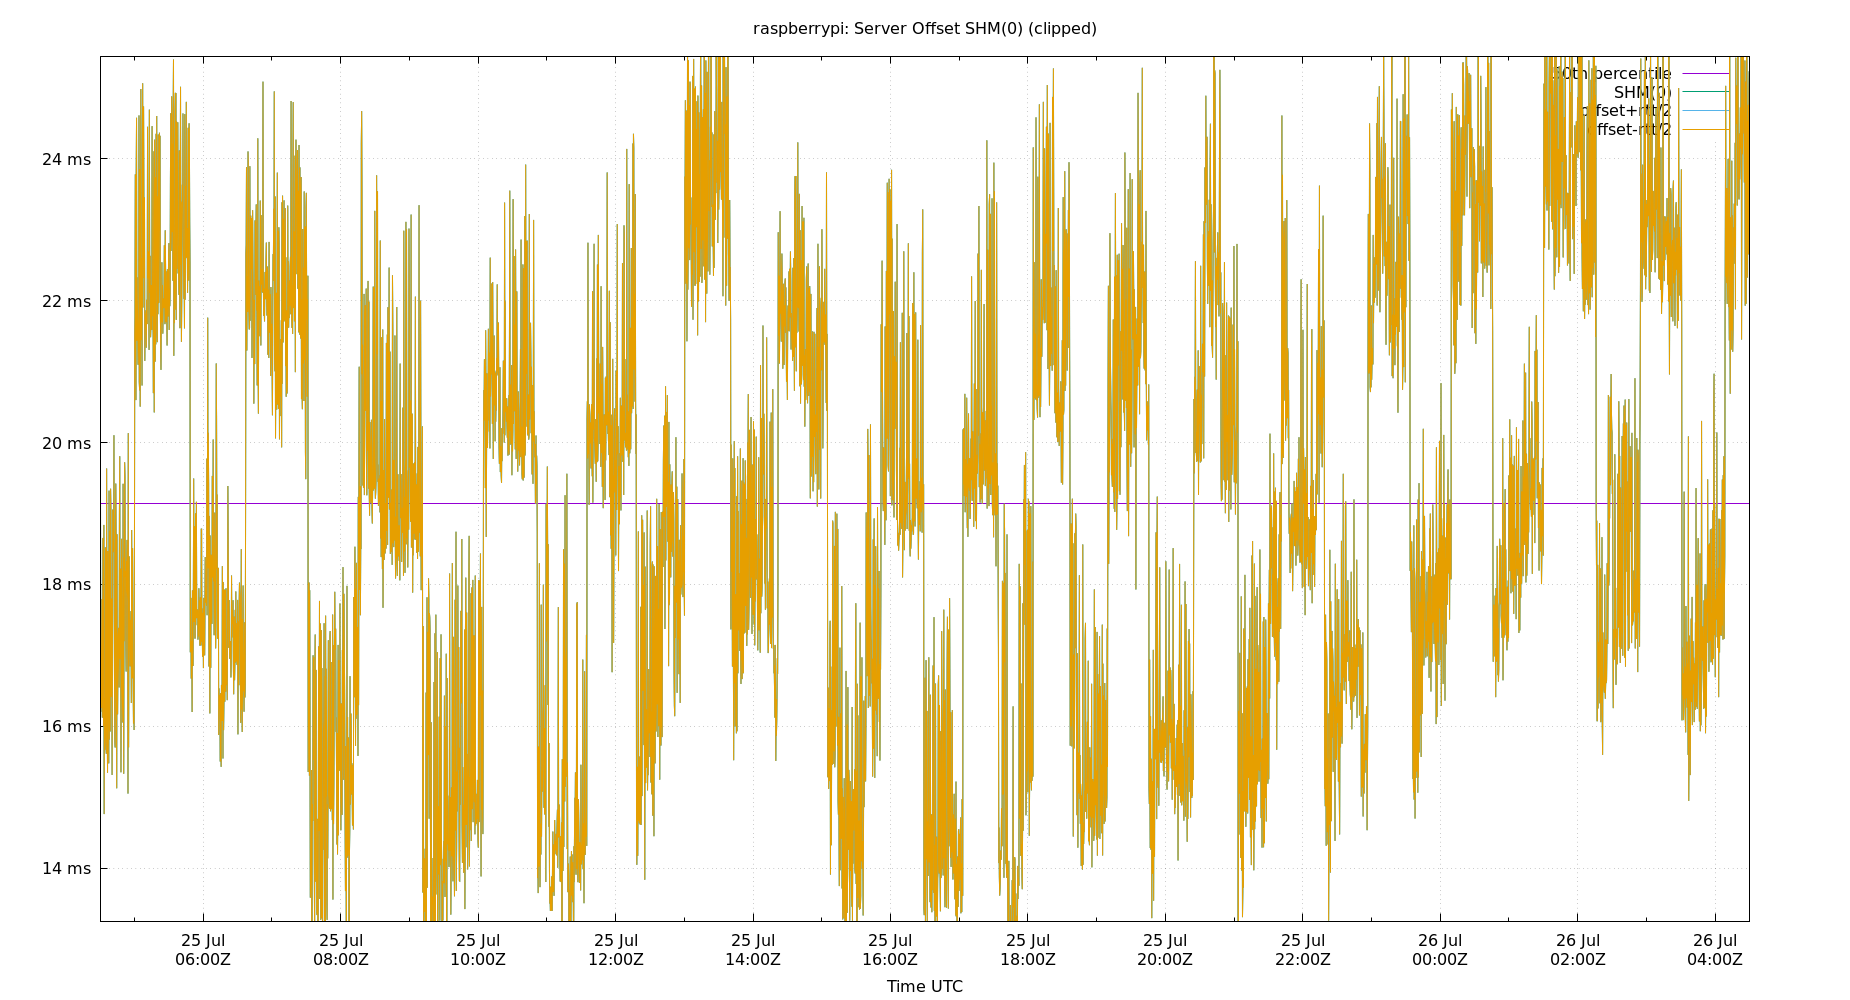 raspberrypi: Server Offset SHM(0) (clipped)
50th percentile
SHM(0)
offset+rtt/2
offset-rtt/2
24 ms
22 ms
20 ms
18 ms
16 ms
14 ms
25 Jul 25 Jul 25 Jul 25 Jul 25 Jul 25 Jul 25 Jul 25 Jul 25 Jul 26 Jul 26 Jul 26 Jul
06:00Z 08:00Z 10:00Z 12:00Z 14:00Z 16:00Z 18:00Z 20:00Z 22:00Z 00:00Z 02:00Z 04:00Z
Time UTC